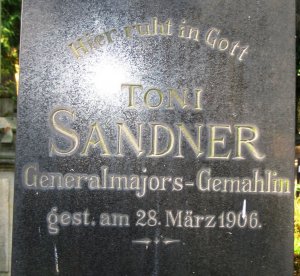 Hier ruht in Gott
TONI
SANDNER
Generalmajors-Gemahlin
gest. am 28. März 1906.